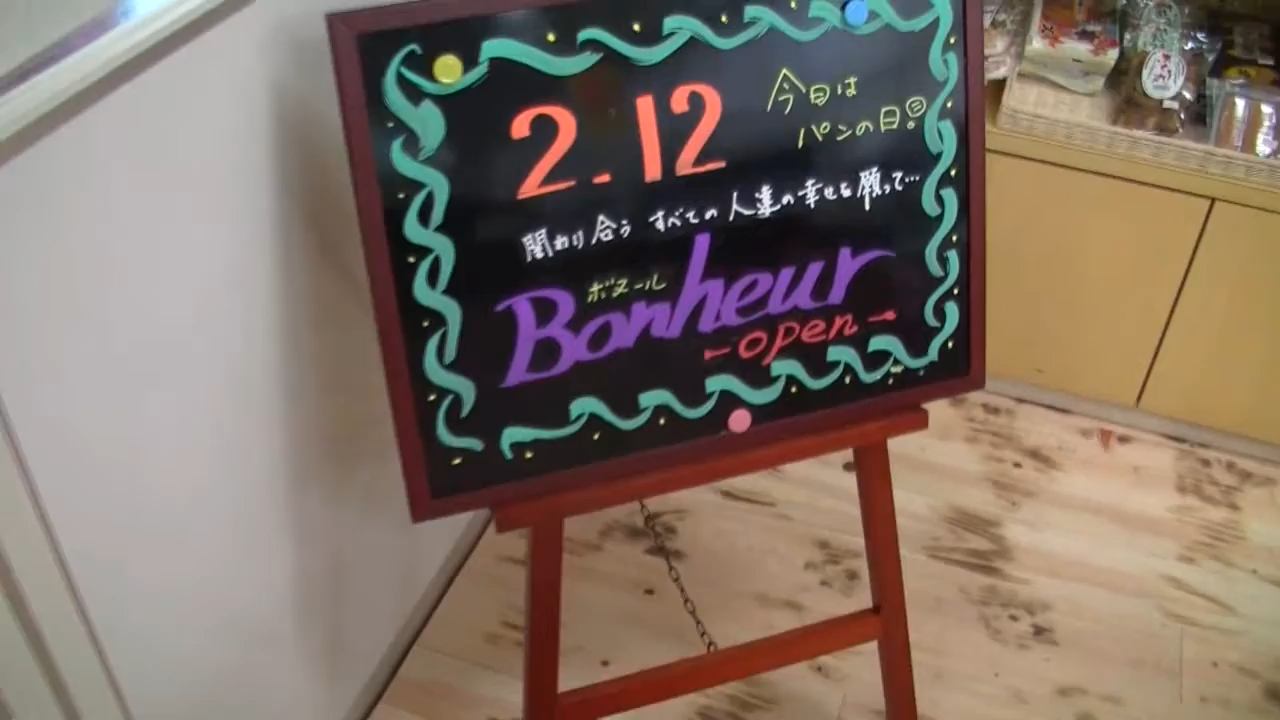 2.12
今日は
パンの日
関わり合う すべての人達の幸せを願って…
ボヌール
Bonheur
-open-